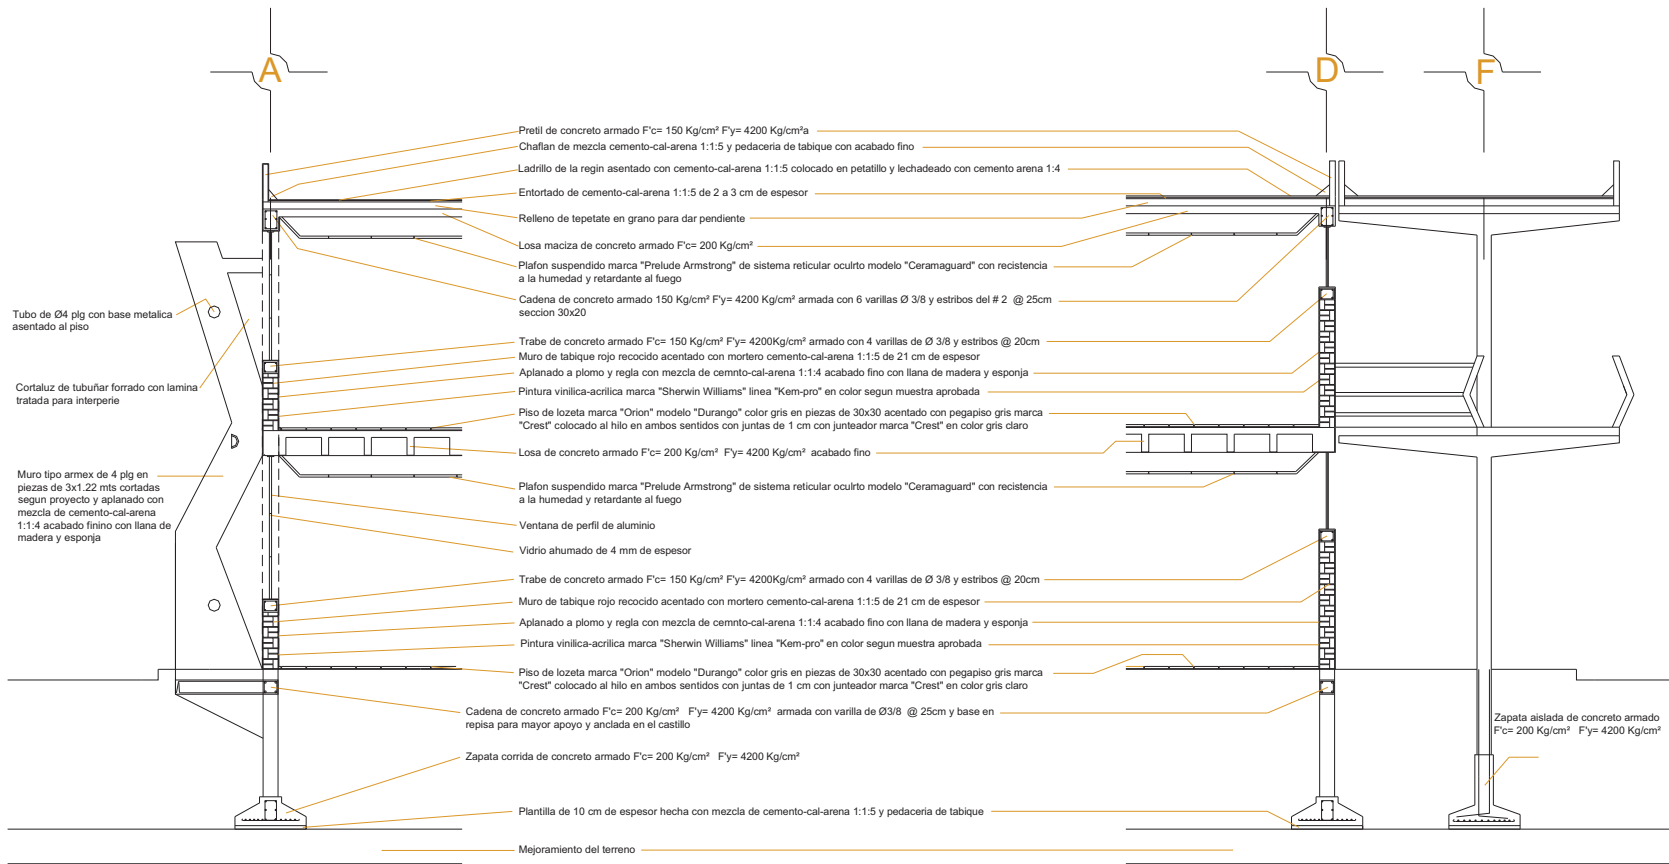 A
D
F
Pretil de concreto armado F'c= 150 Kg/cm² F'y= 4200 Kg/cm²a
Chaflan de mezcla cemento-cal-arena 1:1:5 y pedaceria de tabique con acabado fino
Ladrillo de la regin asentado con cemento-cal-arena 1:1:5 colocado en petatillo y lechadeado con cemento arena 1:4
Entortado de cemento-cal-arena 1:1:5 de 2 a 3 cm de espesor
Relleno de tepetate en grano para dar pendiente
Losa maciza de concreto armado F'c= 200 Kg/cm²
Plafon suspendido marca "Prelude Armstrong" de sistema reticular oculrto modelo "Ceramaguard" con recistencia
a la humedad y retardante al fuego
Cadena de concreto armado 150 Kg/cm² F'y= 4200 Kg/cm² armada con 6 varillas Ø 3/8 y estribos del # 2 @ 25cm
seccion 30x20
Tubo de Ø4 plg con base metalica
asentado al piso
Trabe de concreto armado F'c= 150 Kg/cm² F'y= 4200Kg/cm² armado con 4 varillas de Ø 3/8 y estribos @ 20cm
Muro de tabique rojo recocido acentado con mortero cemento-cal-arena 1:1:5 de 21 cm de espesor
Aplanado a plomo y regla con mezcla de cemnto-cal-arena 1:1:4 acabado fino con llana de madera y esponja
Cortaluz de tubuñar forrado con lamina
tratada para interperie
Pintura vinilica-acrilica marca "Sherwin Williams" linea "Kem-pro" en color segun muestra aprobada
Piso de lozeta marca "Orion" modelo "Durango" color gris en piezas de 30x30 acentado con pegapiso gris marca
"Crest" colocado al hilo en ambos sentidos con juntas de 1 cm con junteador marca "Crest" en color gris claro
Losa de concreto armado F'c= 200 Kg/cm² F'y= 4200 Kg/cm² acabado fino
Muro tipo armex de 4 plg en
piezas de 3x1.22 mts cortadas
segun proyecto y aplanado con
mezcla de cemento-cal-arena
1:1:4 acabado finino con llana de
madera y esponja
Plafon suspendido marca "Prelude Armstrong" de sistema reticular oculrto modelo "Ceramaguard" con recistencia
a la humedad y retardante al fuego
Ventana de perfil de aluminio
Vidrio ahumado de 4 mm de espesor
Trabe de concreto armado F'c= 150 Kg/cm² F'y= 4200Kg/cm² armado con 4 varillas de Ø 3/8 y estribos @ 20cm
Muro de tabique rojo recocido acentado con mortero cemento-cal-arena 1:1:5 de 21 cm de espesor
Aplanado a plomo y regla con mezcla de cemnto-cal-arena 1:1:4 acabado fino con llana de madera y esponja
Pintura vinilica-acrilica marca "Sherwin Williams" linea "Kem-pro" en color segun muestra aprobada
Piso de lozeta marca "Orion" modelo "Durango" color gris en piezas de 30x30 acentado con pegapiso gris marca
"Crest" colocado al hilo en ambos sentidos con juntas de 1 cm con junteador marca "Crest" en color gris claro
Cadena de concreto armado F'c= 200 Kg/cm² F'y= 4200 Kg/cm² armada con varilla de Ø3/8 @ 25cm y base en
repisa para mayor apoyo y anclada en el castillo
Zapata aislada de concreto armado
F'c= 200 Kg/cm² F'y= 4200 Kg/cm²
Zapata corrida de concreto armado F'c= 200 Kg/cm² F'y= 4200 Kg/cm²
Plantilla de 10 cm de espesor hecha con mezcla de cemento-cal-arena 1:1:5 y pedaceria de tabique
Mejoramiento del terreno